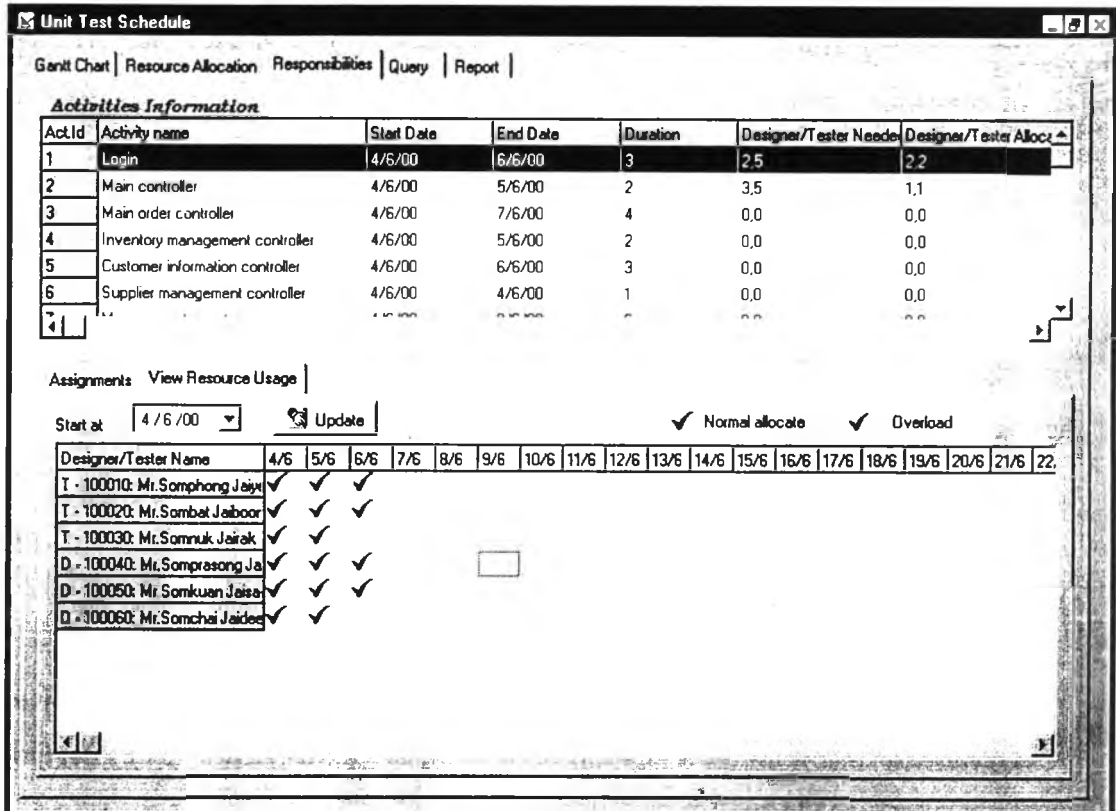 Unit Test Schedule
Gantt Chart Resource Allocation Responsibilities Query Report
Activities Information
Act.Id Activity name Start Date End Date Duration Designer/Tester Needed Designer/Tester Alloca
1 Login 4/6/00 6/6/00 3 2,5 2,2
2 Main controller 4/6/00 5/6/00 2 3,5 1,1
3 Main order controller 4/6/00 7/6/00 4 0,0 0,0
4 Inventory management controller 4/6/00 5/6/00 2 0,0 0,0
5 Customer information controller 4/6/00 6/6/00 3 0,0 0,0
6 Supplier management controller 4/6/00 4/6/00 1 0,0 0,0
Assignments View Resource Usage
Start at 4/6/00 Update Normal allocate Overload
Designer/Tester Name 4/6 5/6 6/6 7/6 8/6 9/6 10/6 11/6 12/6 13/6 14/6 15/6 16/6 17/6 18/6 19/6 20/6 21/6 22,
T - 100010: Mr.Somphong Jaiy
T - 100020: Mr.Sombat Jaiboor
T - 100030: Mr.Somnuk Jairak
D - 100040: Mr.Somprasong Ja
D - 100050: Mr.Somkuan Jaisa
D - 100060: Mr.Somchai Jaidee